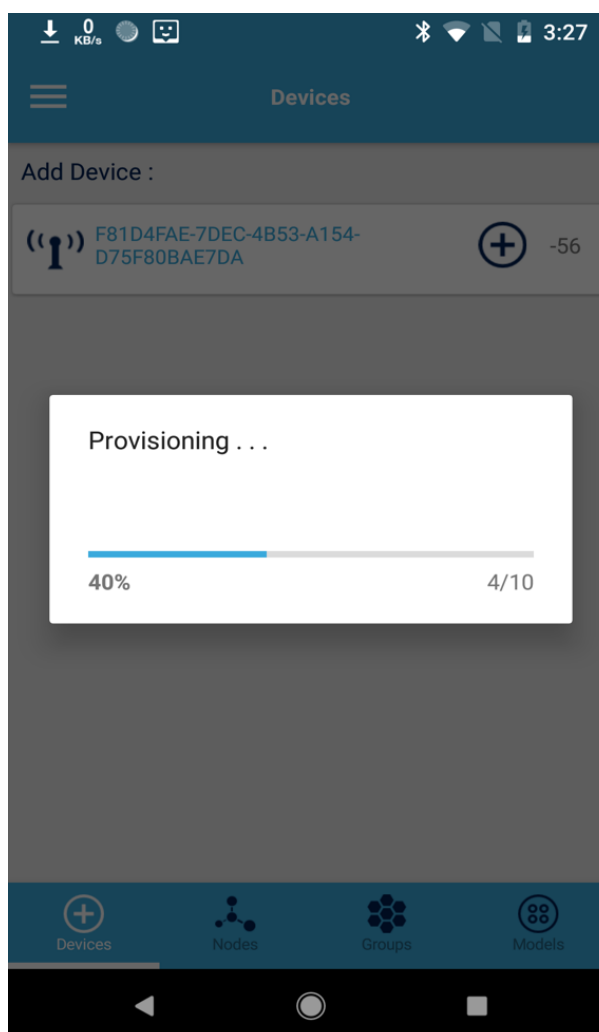 0
KB/s
3:27
Devices
Add Device :
F81D4FAE-7DEC-4B53-A154-
D75F80BAE7DA
-56
Provisioning . . .
40%
4/10
Devices
Nodes
Groups
Models